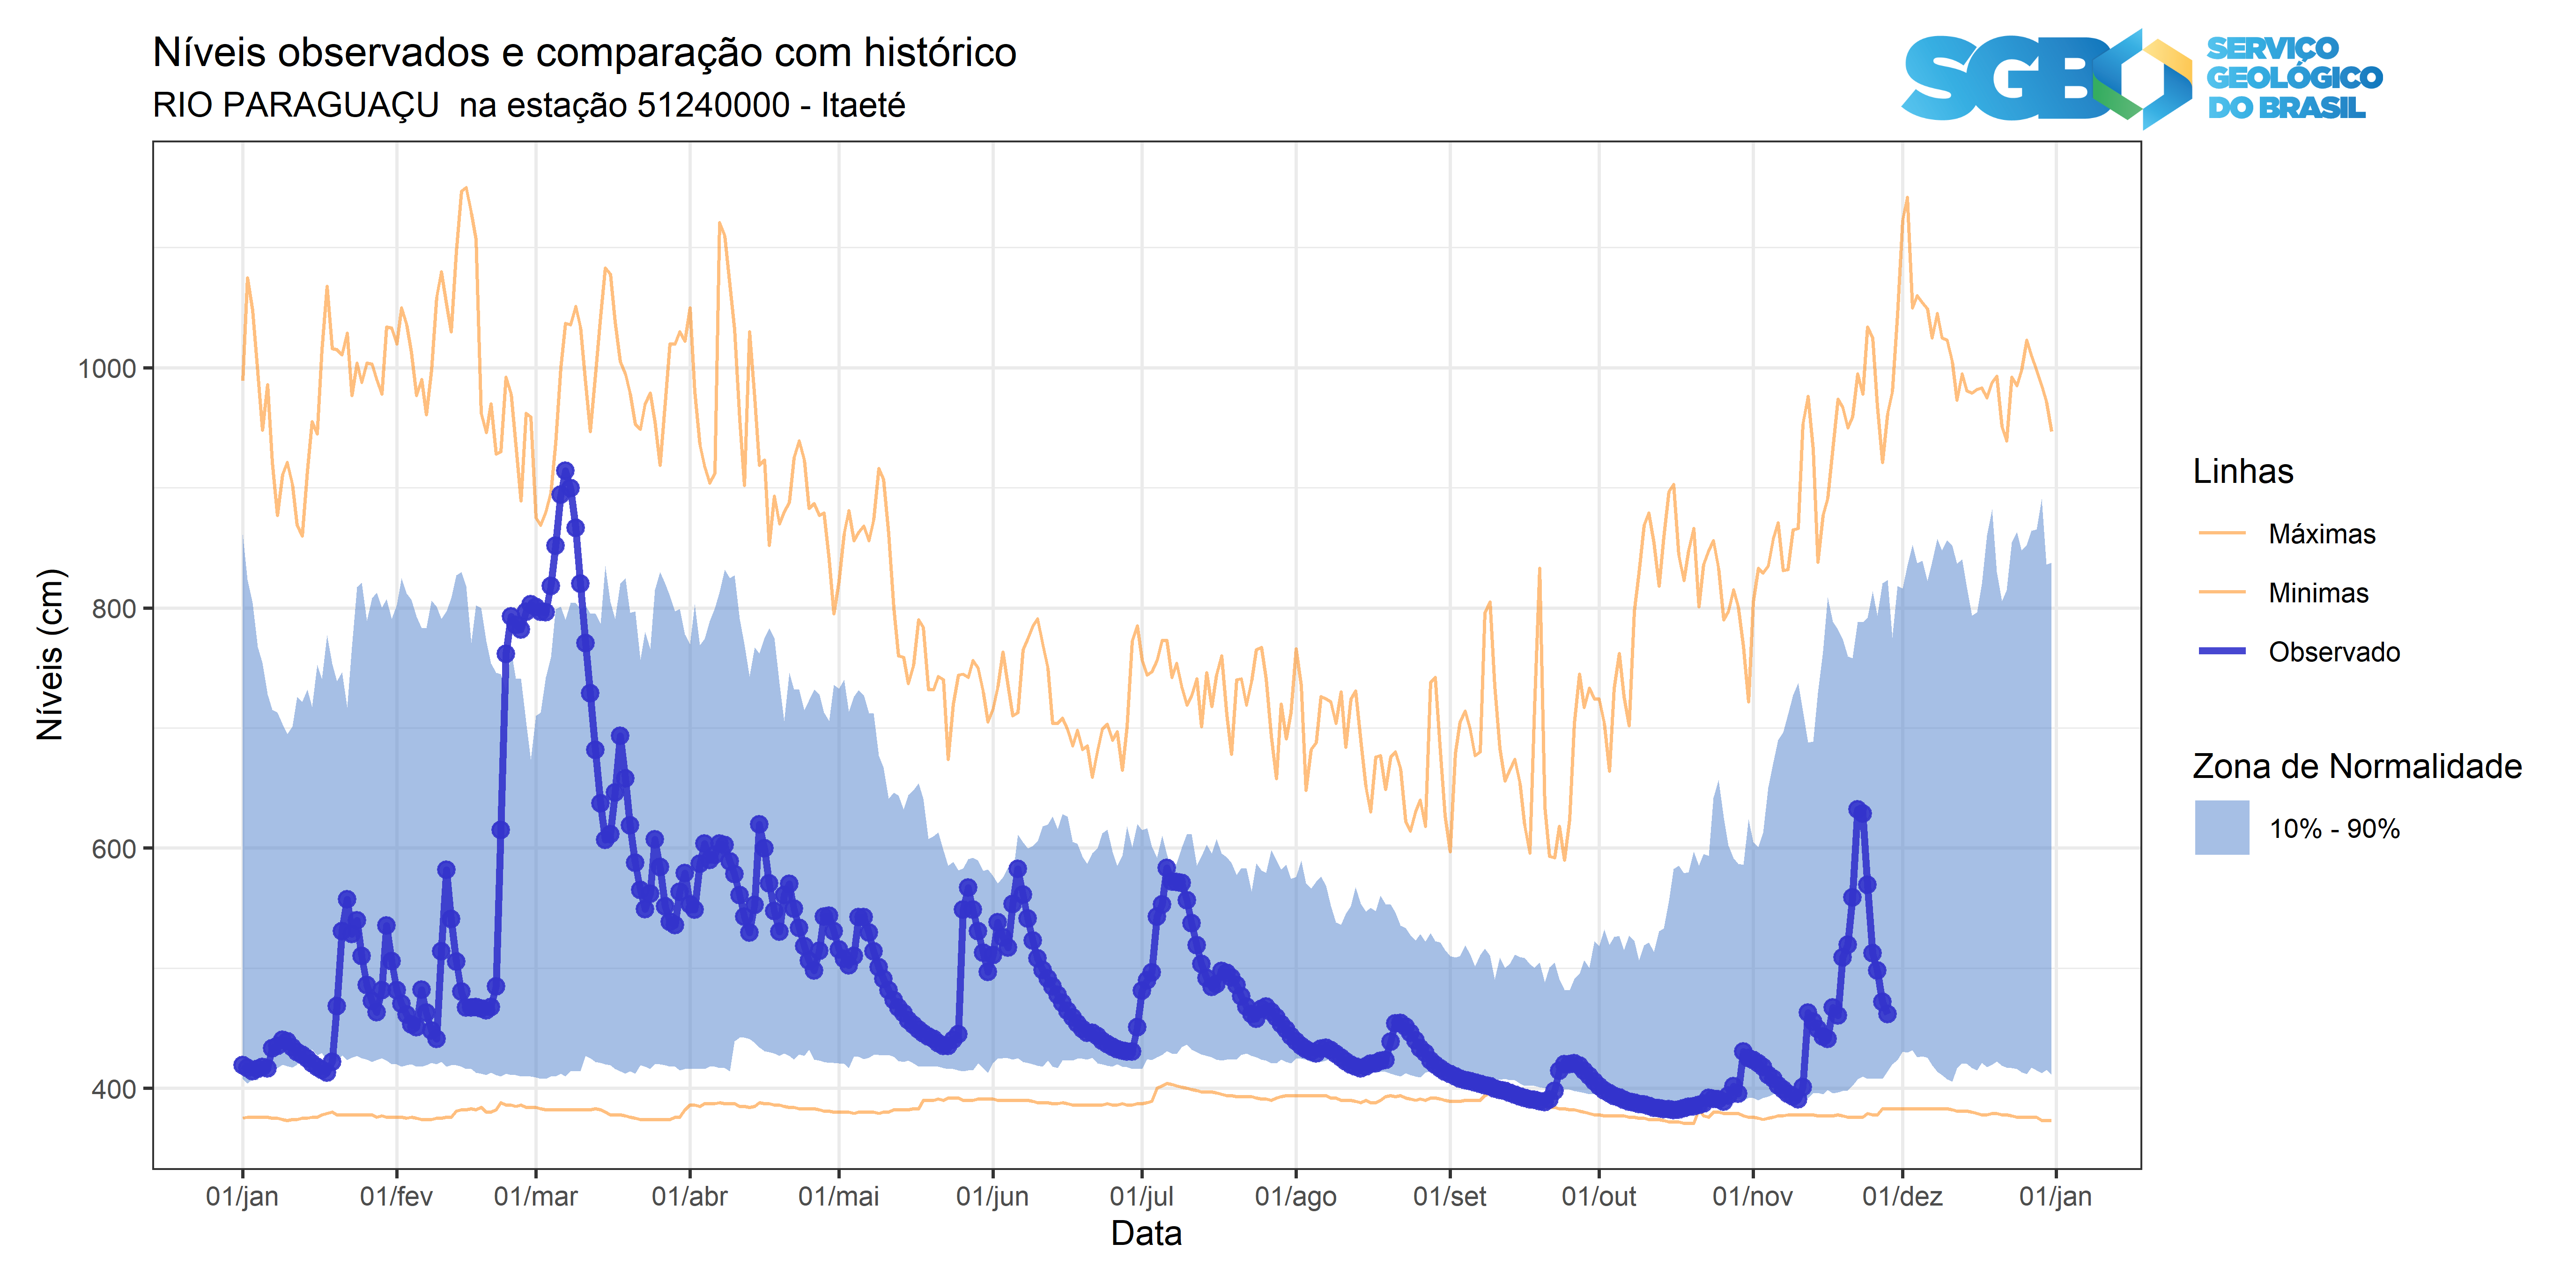 Níveis observados e comparação com histórico
RIO PARAGUAÇU  na estação 51240000 - Itaeté
SGB
SERVIÇO
GEOLÓGICO
DO BRASIL
Níveis (cm)
1000
800
600
400
01/jan
01/fev
01/mar
01/abr
01/mai
01/jun
01/jul
01/ago
01/set
01/out
01/nov
01/dez
01/jan
Data
Linhas
Máximas
Minimas
Observado
Zona de Normalidade
10% - 90%